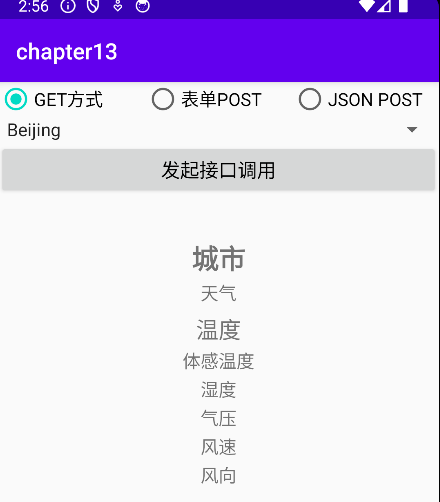 2:56
chapter13
GET方式 表单POST JSON POST
Beijing
发起接口调用
城市
天气
温度
体感温度
湿度
气压
风速
风向